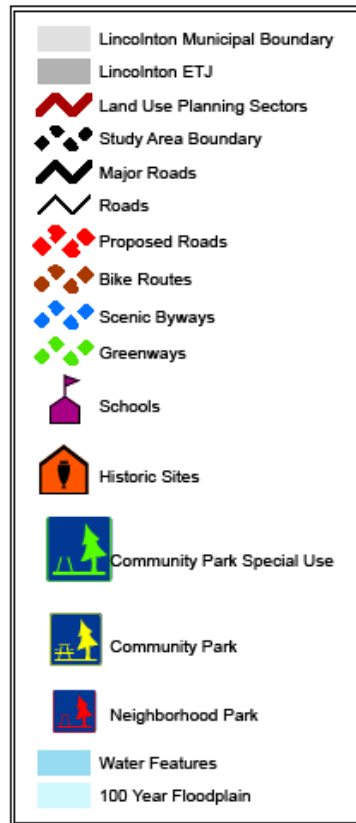 Lincolnton Municipal Boundary
Lincolnton ETJ
Land Use Planning Sectors
Study Area Boundary
Major Roads
Roads
Proposed Roads
Bike Routes
Scenic Byways
Greenways
Schools
Historic Sites
Community Park Special Use
Community Park
Neighborhood Park
Water Features
100 Year Floodplain